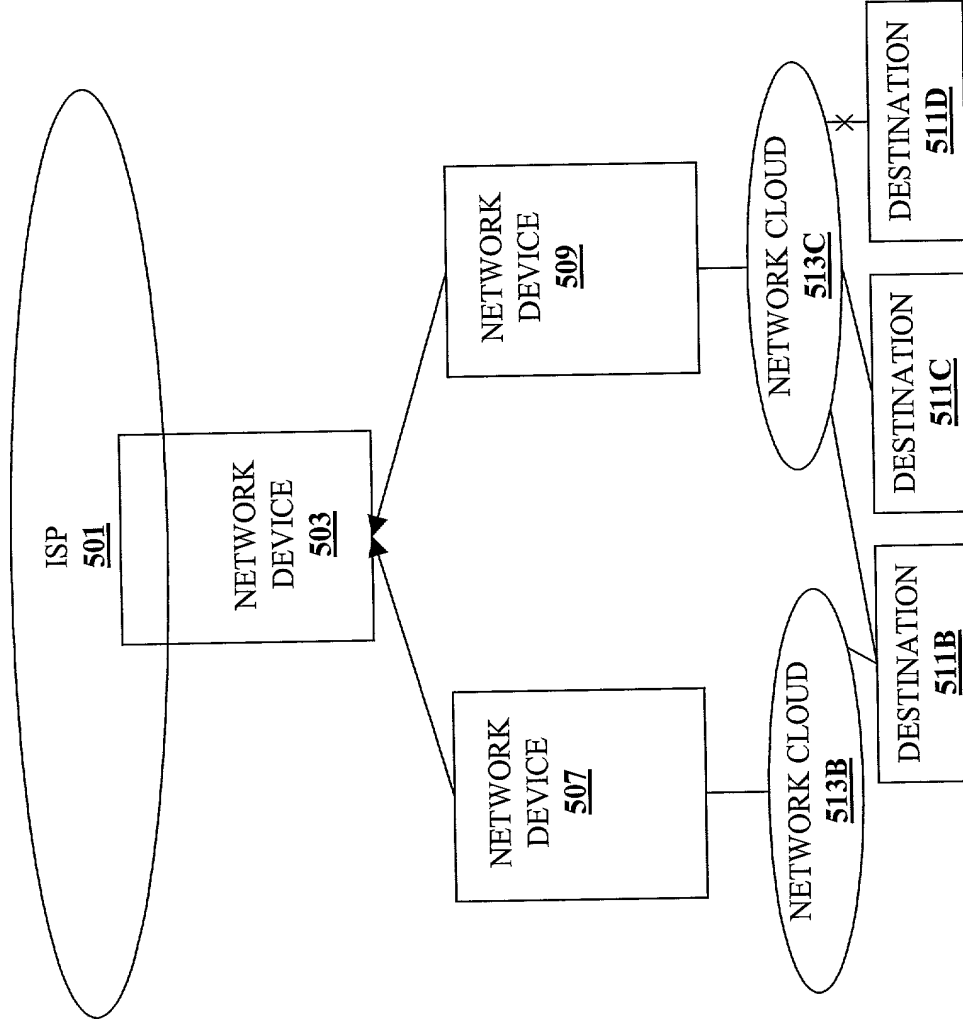 ISP
501
NETWORK
DEVICE
503
NETWORK
DEVICE
507
NETWORK
DEVICE
509
NETWORK CLOUD
513B
NETWORK CLOUD
513C
DESTINATION
511B
DESTINATION
511C
DESTINATION
511D